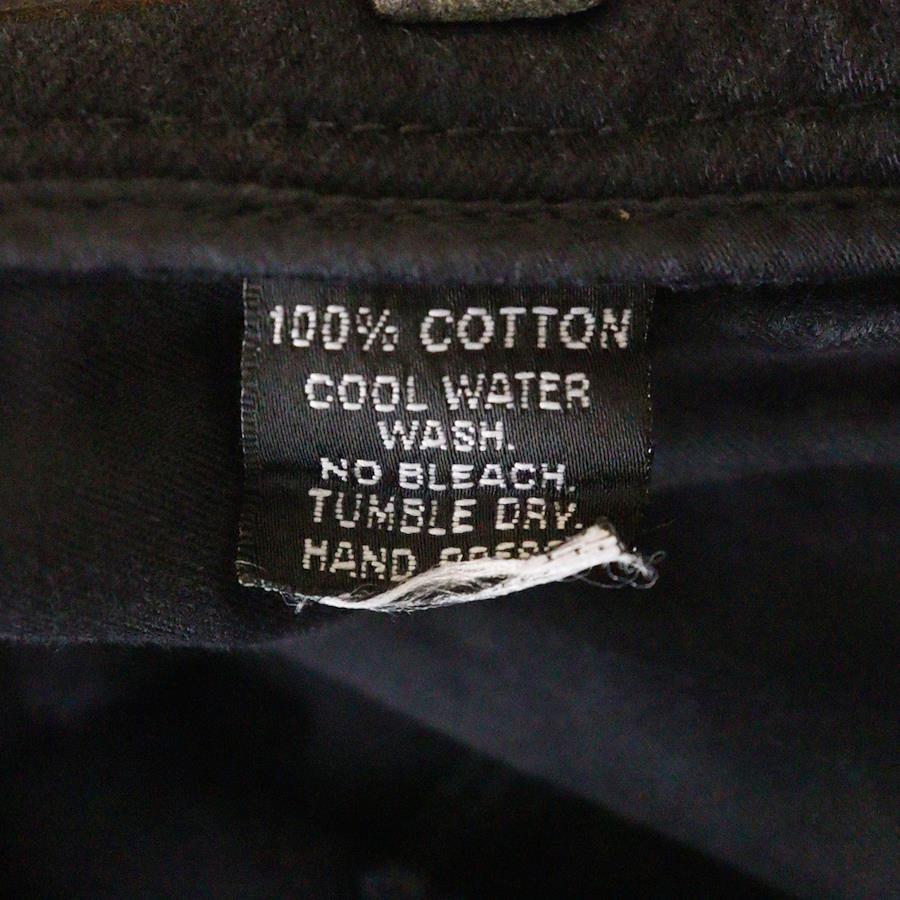 100% COTTON
COOL WATER
WASH.
NO BLEACH.
TUMBLE DRY.
HAND